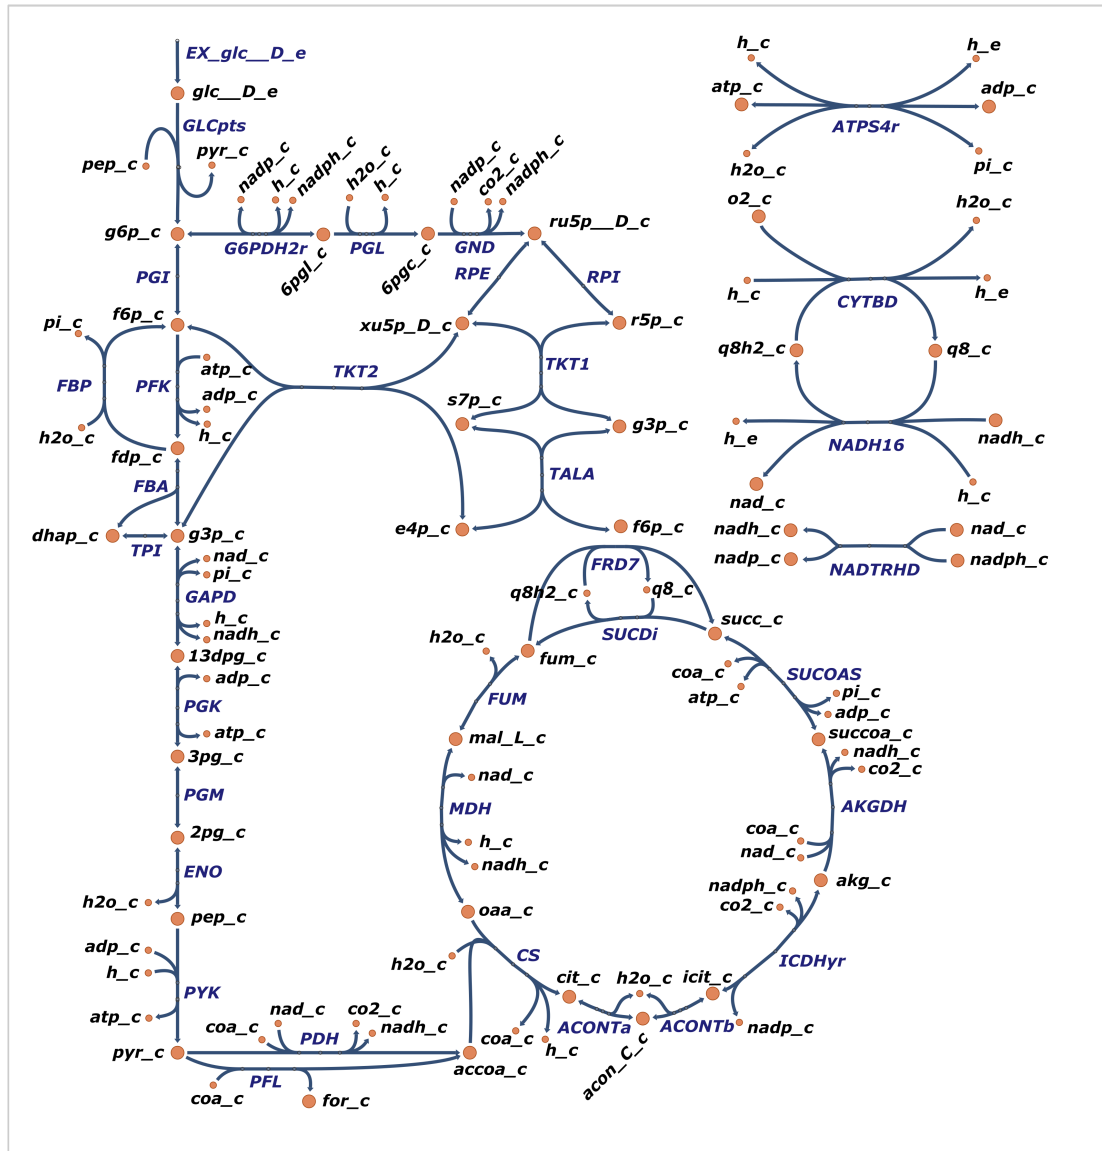 EX_glc__D_e
glc__D_e
GLCpts
pep_c
pyr_c
nadp_c
h_c
nadph_c
h2o_c
h_c
nadp_c
co2_c
nadph_c
g6p_c
G6PDH2r
6pgl_c
PGL
6pgc_c
GND
ru5p__D_c
PGI
RPE
RPI
pi_c
f6p_c
xu5p_D_c
r5p_c
FBP
PFK
atp_c
adp_c
h_c
TKT2
TKT1
h2o_c
fdp_c
s7p_c
g3p_c
FBA
TALA
dhap_c
TPI
g3p_c
e4p_c
f6p_c
h_c
h_e
atp_c
adp_c
ATPS4r
h2o_c
pi_c
o2_c
h2o_c
h_c
CYTBD
h_e
q8h2_c
q8_c
h_e
NADH16
nadh_c
nad_c
h_c
nadh_c
nad_c
nadp_c
NADTRHD
nadph_c
nad_c
pi_c
GAPD
h_c
nadh_c
13dpg_c
adp_c
PGK
atp_c
3pg_c
PGM
2pg_c
ENO
h2o_c
pep_c
adp_c
h_c
PYK
atp_c
pyr_c
coa_c
nad_c
PDH
co2_c
nadh_c
accoa_c
coa_c
PFL
for_c
FRD7
q8h2_c
q8_c
SUCDi
succ_c
h2o_c
fum_c
FUM
coa_c
atp_c
SUCOAS
pi_c
adp_c
mal_L_c
succoa_c
nadh_c
co2_c
nad_c
MDH
AKGDH
h_c
nadh_c
coa_c
nad_c
akg_c
nadph_c
co2_c
oaa_c
ICDHyr
h2o_c
CS
cit_c
h2o_c
icit_c
coa_c
h_c
ACONTa
acon_C_c
ACONTb
nadp_c